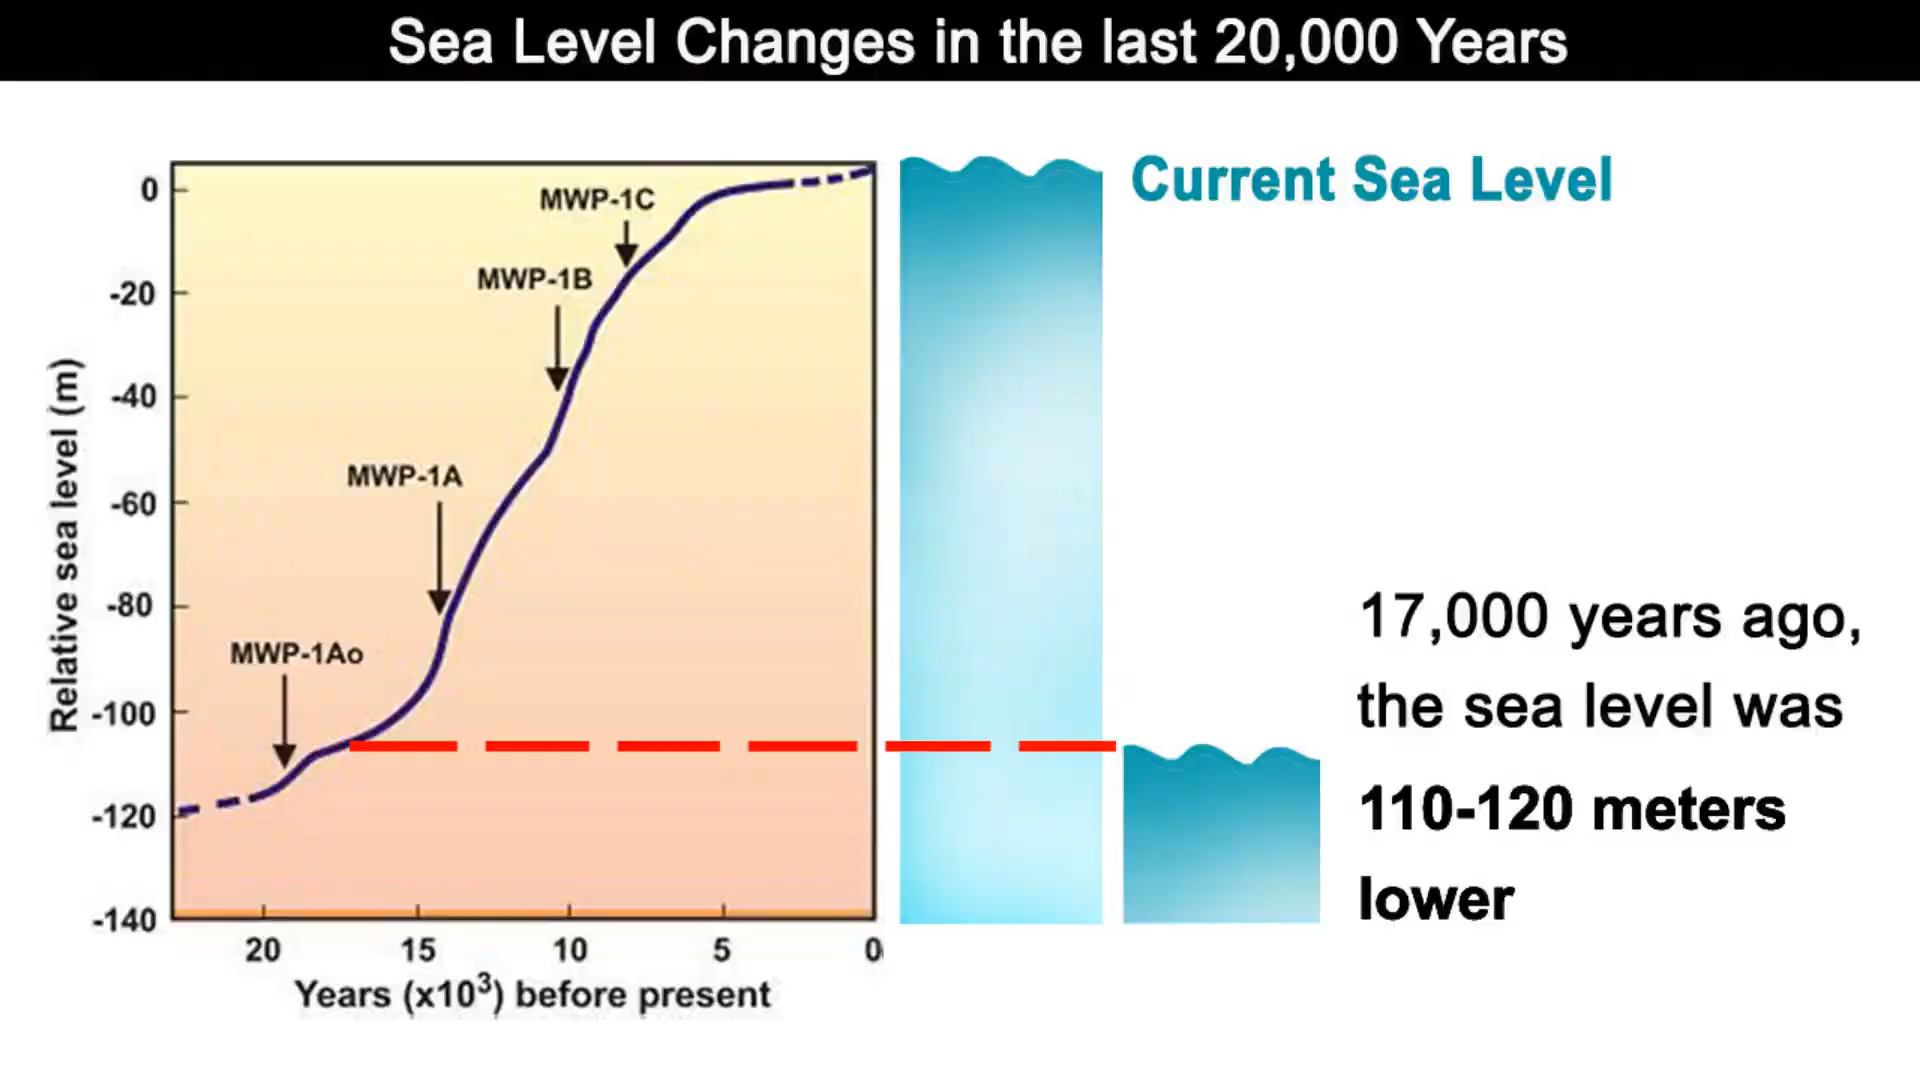 Sea Level Changes in the last 20,000 Years
Current Sea Level
Relative sea level (m)
0
-20
-40
-60
-80
-100
-120
-140
MWP-1C
MWP-1B
MWP-1A
MWP-1Ao
20
15
10
5
0
Years (x10³) before present
17,000 years ago,
the sea level was
110-120 meters
lower